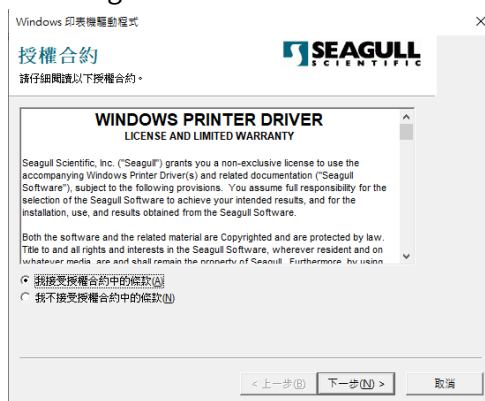 Windows 印表機驅動程式
授權合約
請仔細閱讀以下授權合約。
SEAGULL
SCIENTIFIC
WINDOWS PRINTER DRIVER
LICENSE AND LIMITED WARRANTY
Seagull Scientific, Inc. ("Seagull") grants you a non-exclusive license to use the
accompanying Windows Printer Driver(s) and related documentation ("Seagull
Software"), subject to the following provisions. You assume full responsibility for the
selection of the Seagull Software to achieve your intended results, and for the
installation, use, and results obtained from the Seagull Software.
Both the software and the related material are Copyrighted and are protected by law.
Title to and all rights and interests in the Seagull Software, wherever resident and on
whatever media, are and shall remain the property of Seagull. Furthermore, by using
我接受授權合約中的條款(A)
我不接受授權合約中的條款(N)
< 上一步(B) 下一步(N) > 取消